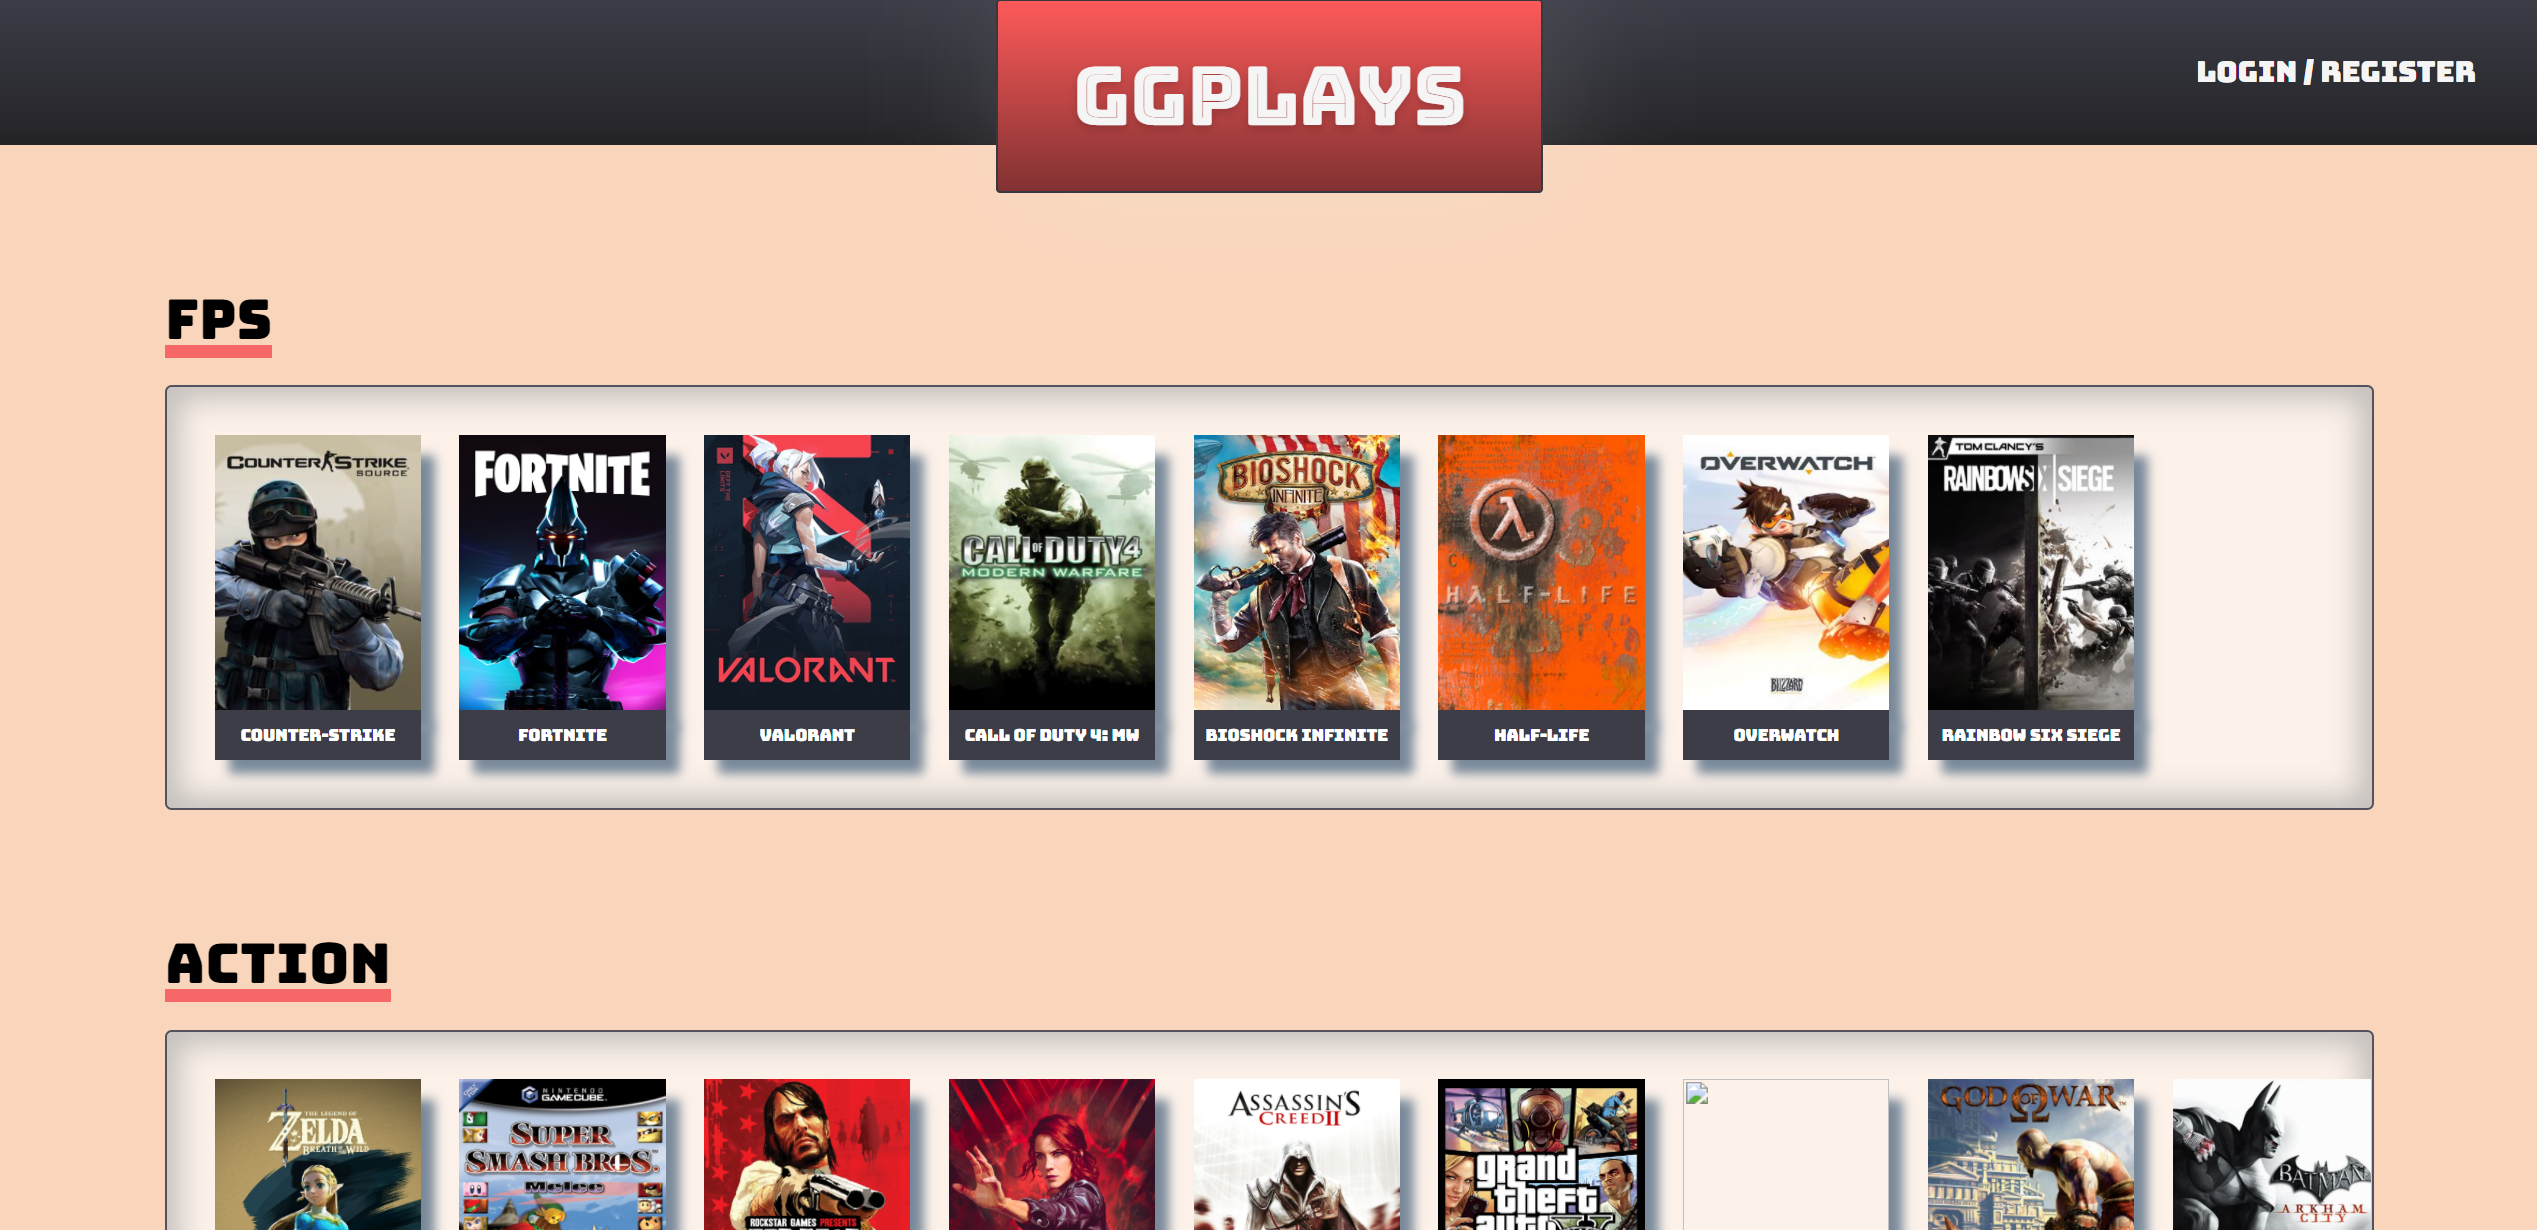 GGPLAYS
LOGIN / REGISTER
FPS
COUNTER STRIKE
SOURCE
FORTNITE
VALORANT
CALL OF DUTY 4
MODERN WARFARE
BIOSHOCK
INFINITE
HALF-LIFE
OVERWATCH
BLIZZARD
TOM CLANCY'S
RAINBOW SIX SIEGE
COUNTER-STRIKE
FORTNITE
VALORANT
CALL OF DUTY 4: MW
BIOSHOCK INFINITE
HALF-LIFE
OVERWATCH
RAINBOW SIX SIEGE
ACTION
THE LEGEND OF
ZELDA
BREATH OF THE WILD
NINTENDO
GAMECUBE
SUPER
SMASH BROS.
Melee
ROCKSTAR GAMES PRESENTS
ASSASSIN'S
CREED II
grand
theft
auto V
GOD OF WAR
BATMAN
ARKHAM
CITY